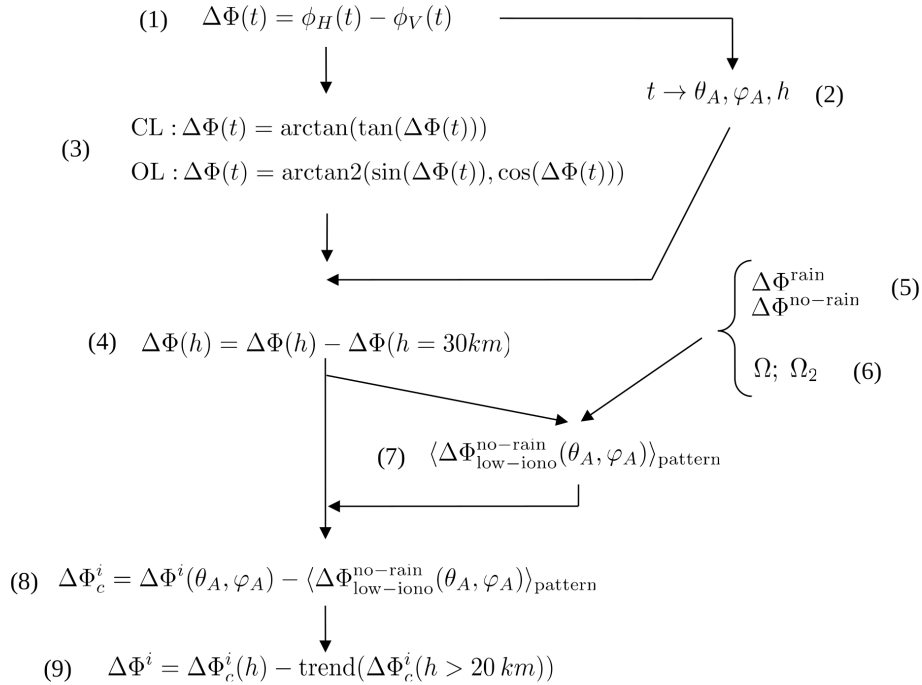 (1) ΔΦ(t) = ϕ_H(t) − ϕ_V(t)
t → θ_A, φ_A, h (2)
(3) CL : ΔΦ(t) = arctan(tan(ΔΦ(t)))
OL : ΔΦ(t) = arctan2(sin(ΔΦ(t)), cos(ΔΦ(t)))
ΔΦ^rain (5)
ΔΦ^no−rain
(4) ΔΦ(h) = ΔΦ(h) − ΔΦ(h = 30km)
Ω; Ω_2 (6)
(7) ⟨ΔΦ^no−rain_low−iono(θ_A, φ_A)⟩_pattern
(8) ΔΦ^i_c = ΔΦ^i(θ_A, φ_A) − ⟨ΔΦ^no−rain_low−iono(θ_A, φ_A)⟩_pattern
(9) ΔΦ^i = ΔΦ^i_c(h) − trend(ΔΦ^i_c(h > 20 km))